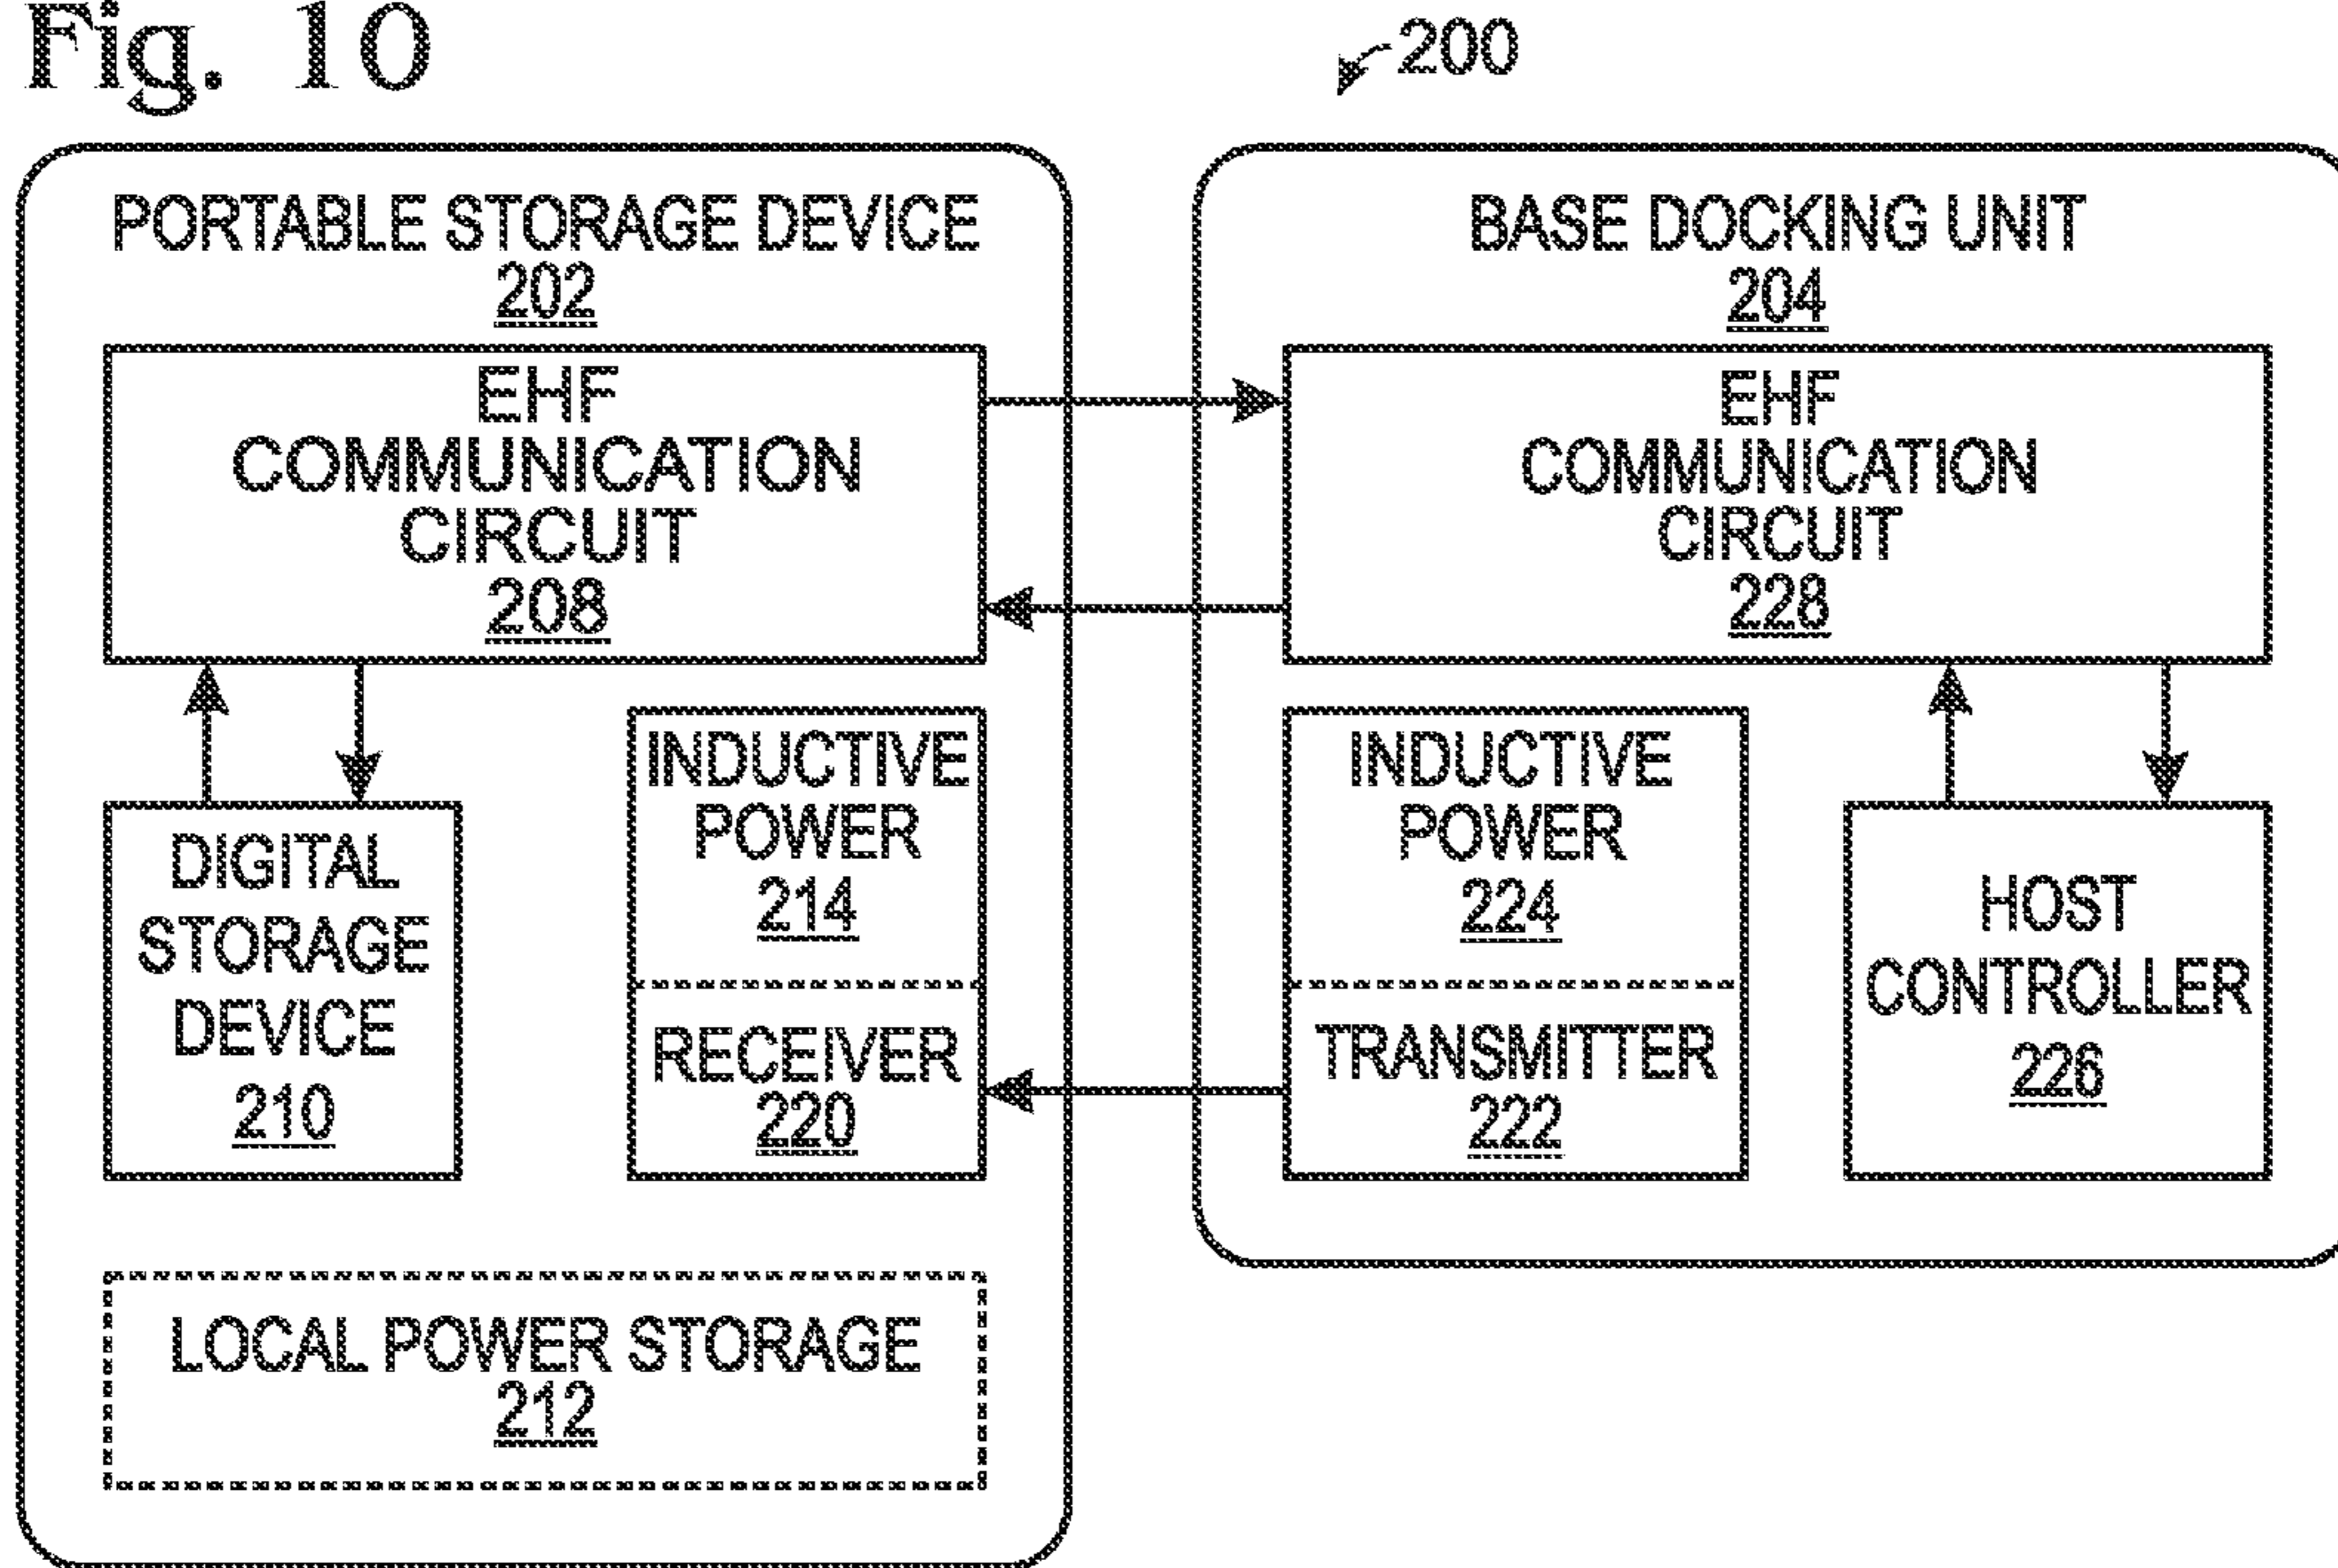 Fig. 10
200
PORTABLE STORAGE DEVICE
202
EHF
COMMUNICATION
CIRCUIT
208
DIGITAL
STORAGE
DEVICE
210
INDUCTIVE
POWER
214
RECEIVER
220
LOCAL POWER STORAGE
212
BASE DOCKING UNIT
204
EHF
COMMUNICATION
CIRCUIT
228
INDUCTIVE
POWER
224
TRANSMITTER
222
HOST
CONTROLLER
226